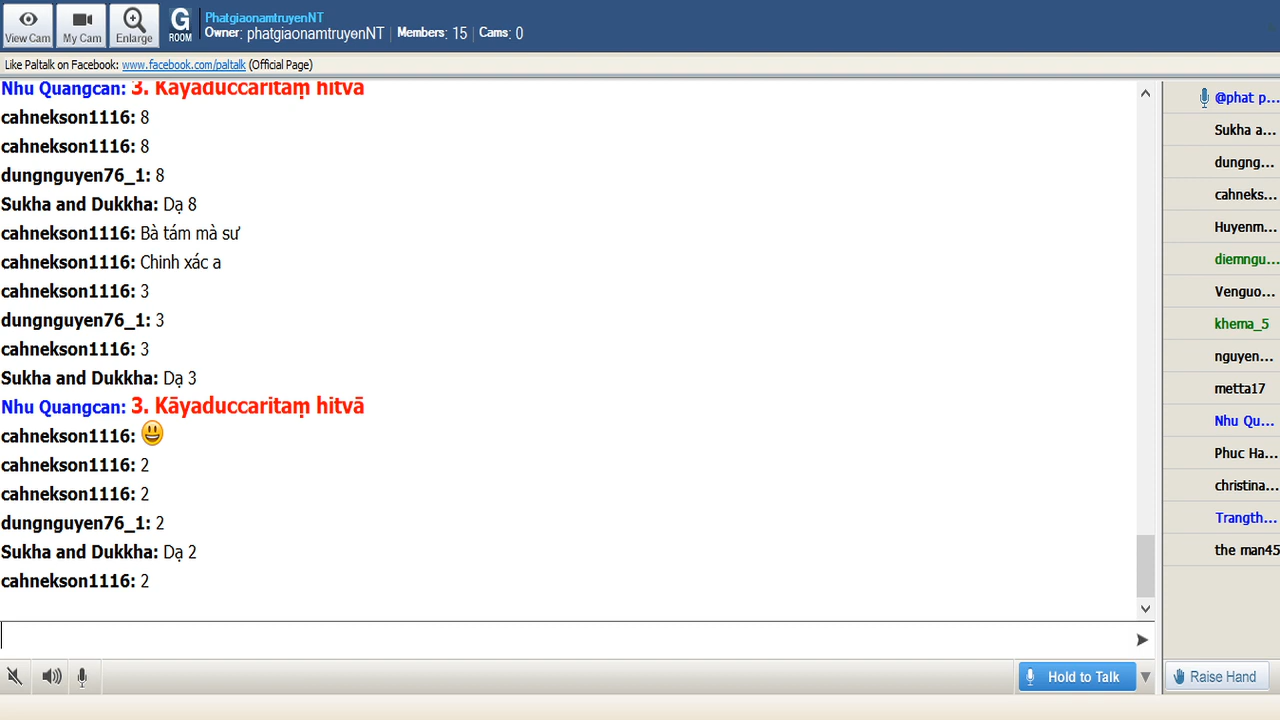 View Cam
My Cam
Enlarge
G
ROOM
PhatgiaonamtruyenNT
Owner: phatgiaonamtruyenNT | Members: 15 | Cams: 0
Like Paltalk on Facebook: www.facebook.com/paltalk (Official Page)
Nhu Quangcan: 3. Kāyaduccaritaṃ hitvā
cahnekson1116: 8
cahnekson1116: 8
dungnguyen76_1: 8
Sukha and Dukkha: Dạ 8
cahnekson1116: Bà tám mà sư
cahnekson1116: Chinh xác a
cahnekson1116: 3
dungnguyen76_1: 3
cahnekson1116: 3
Sukha and Dukkha: Dạ 3
Nhu Quangcan: 3. Kāyaduccaritaṃ hitvā
cahnekson1116: 😃
cahnekson1116: 2
cahnekson1116: 2
dungnguyen76_1: 2
Sukha and Dukkha: Dạ 2
cahnekson1116: 2
@phat p...
Sukha a...
dungng...
cahneks...
Huyenm...
diemngu...
Venguo...
khema_5
nguyen...
metta17
Nhu Qu...
Phuc Ha...
christina...
Trangth...
the man45
Hold to Talk
Raise Hand